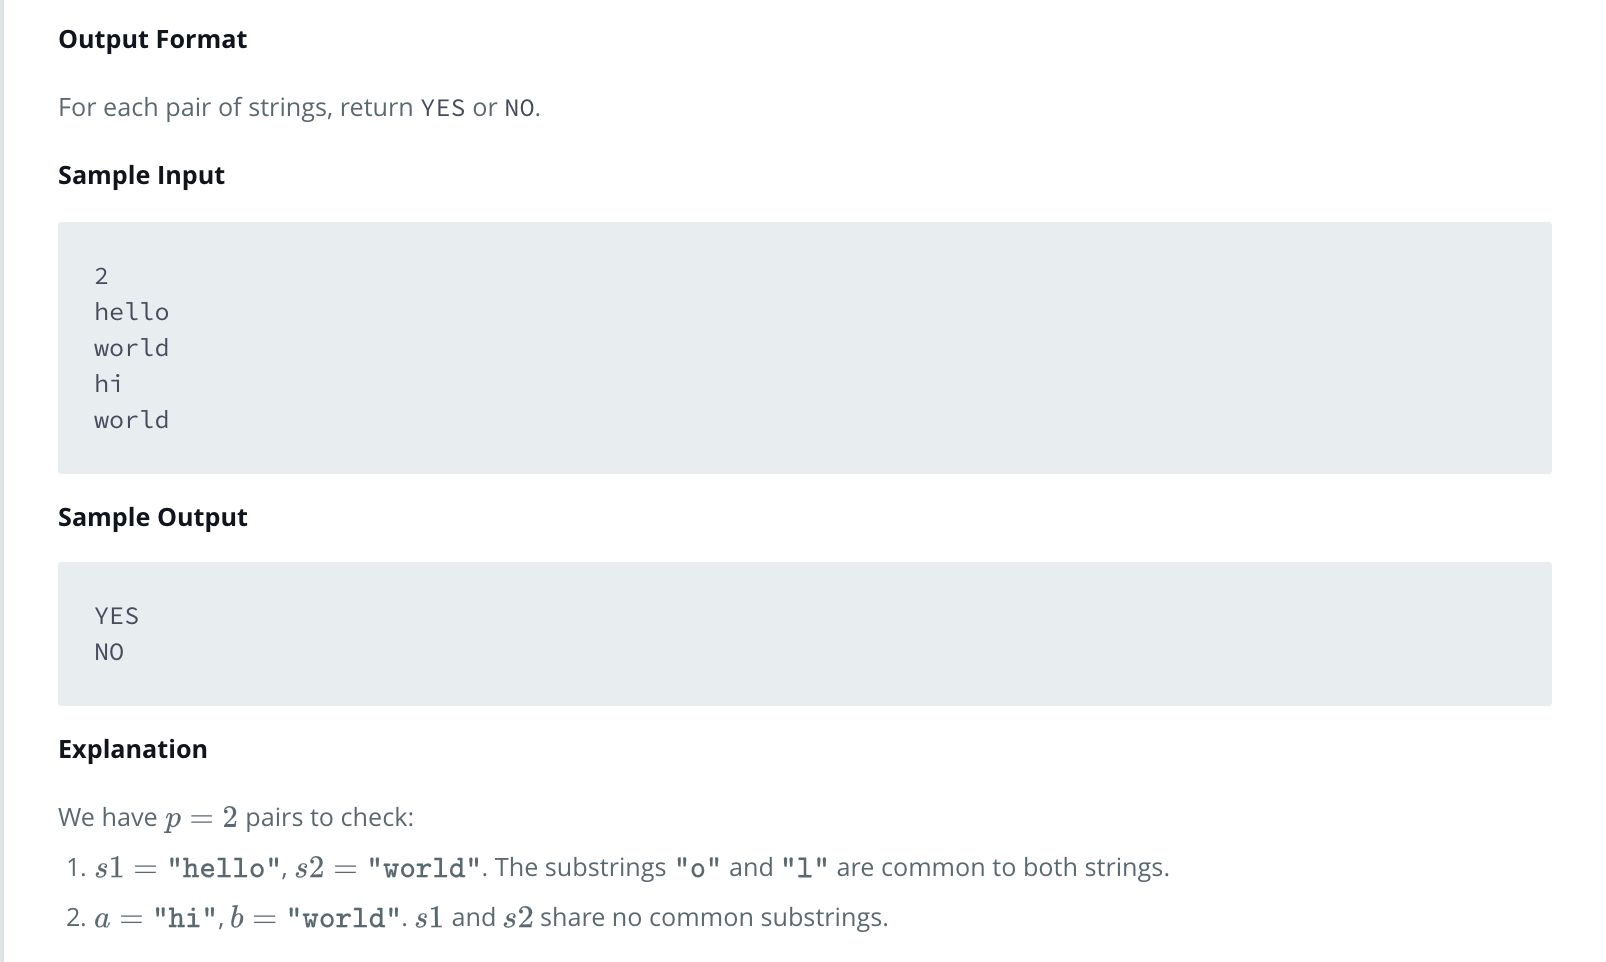 Output Format
For each pair of strings, return YES or NO.
Sample Input
2
hello
world
hi
world
Sample Output
YES
NO
Explanation
We have p = 2 pairs to check:
1. s1 = "hello", s2 = "world". The substrings "o" and "l" are common to both strings.
2. a = "hi", b = "world". s1 and s2 share no common substrings.